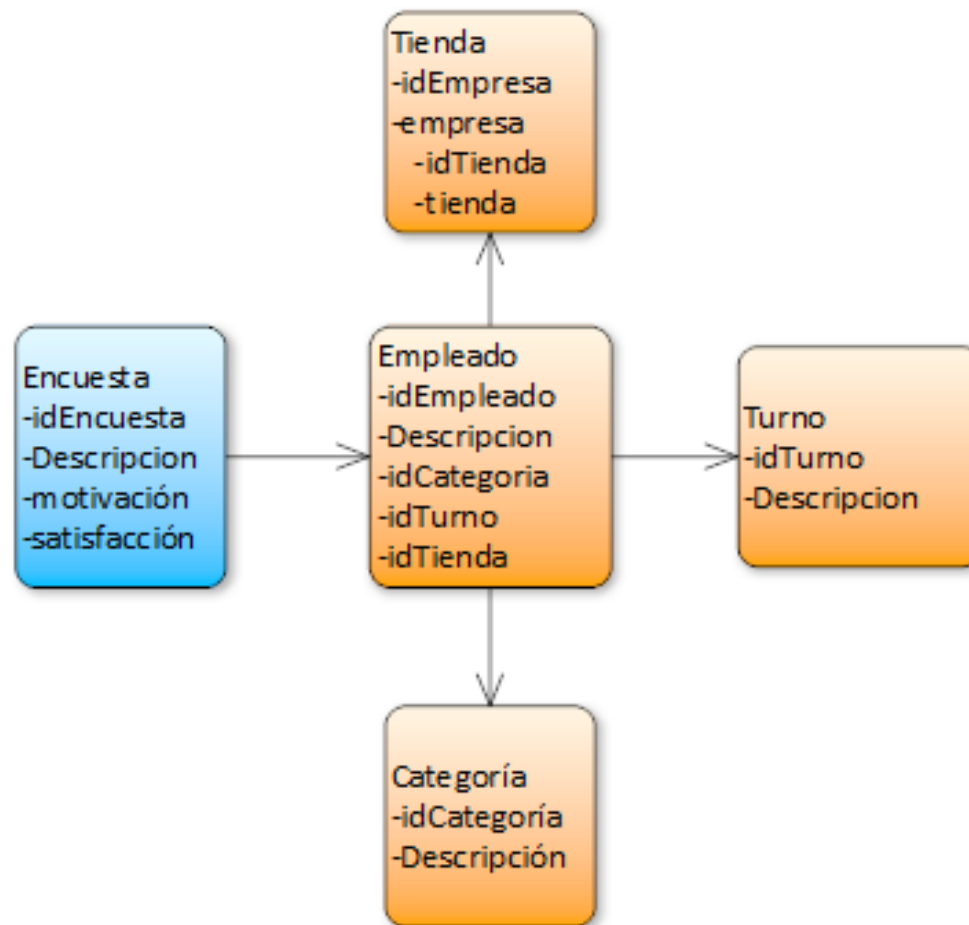 Tienda
-idEmpresa
-empresa
-idTienda
-tienda
Encuesta
-idEncuesta
-Descripcion
-motivación
-satisfacción
Empleado
-idEmpleado
-Descripcion
-idCategoria
-idTurno
-idTienda
Turno
-idTurno
-Descripcion
Categoría
-idCategoría
-Descripción